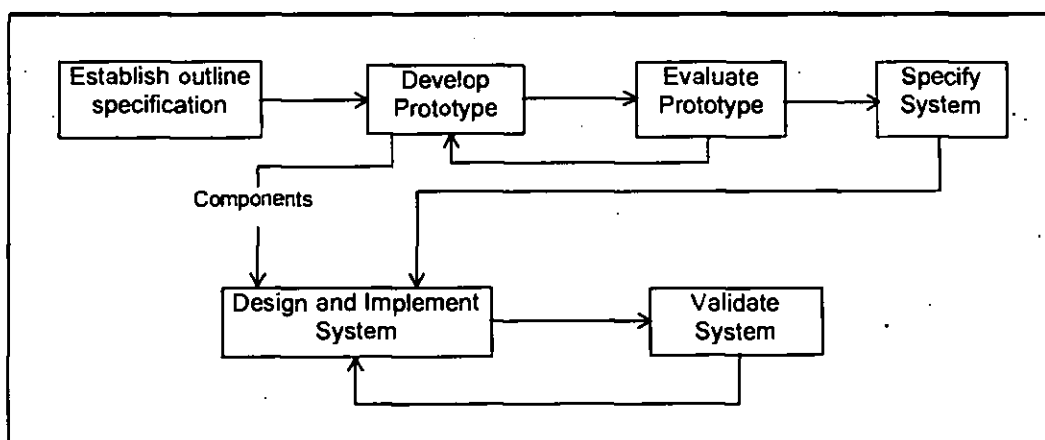 Establish outline
specification
Develop
Prototype
Evaluate
Prototype
Specify
System
Components
Design and Implement
System
Validate
System